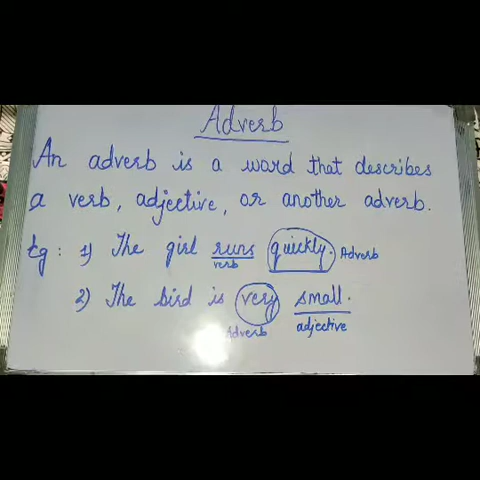 Adverb
An adverb is a word that describes
a verb, adjective, or another adverb.
Eg : 1) The girl runs quickly. Adverb
verb
2) The bird is very small.
Adverb adjective